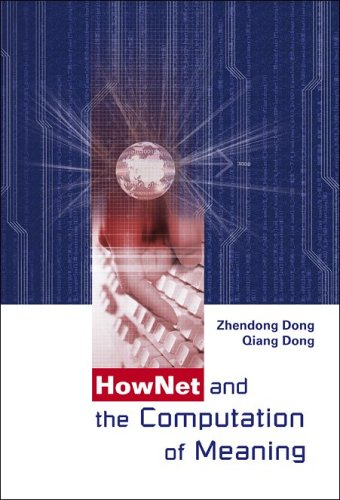 Zhendong Dong
Qiang Dong
HowNet and
the Computation
of Meaning